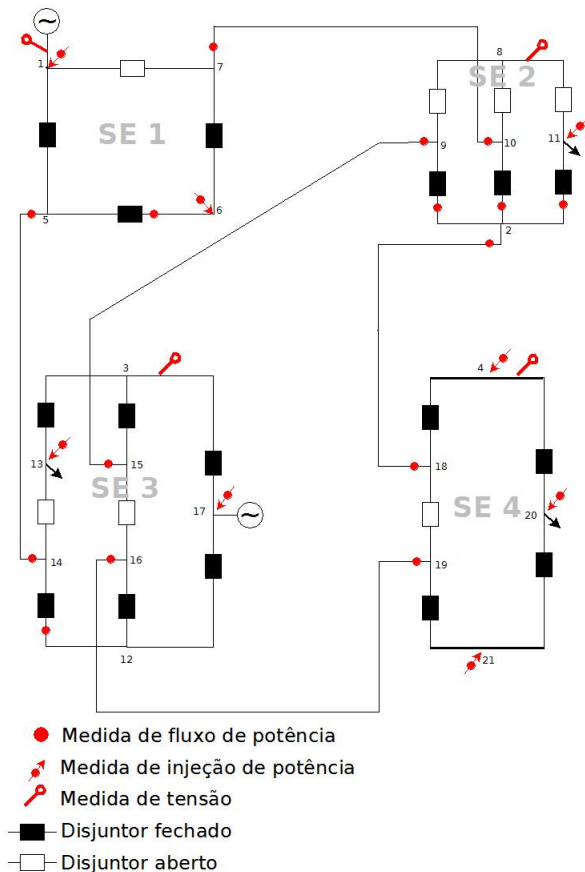 8
SE 2
1
7
SE 1
9
10
11
5
6
2
3
4
13
15
18
SE 3
17
SE 4
20
14
16
19
12
21
Medida de fluxo de potência
Medida de injeção de potência
Medida de tensão
Disjuntor fechado
Disjuntor aberto